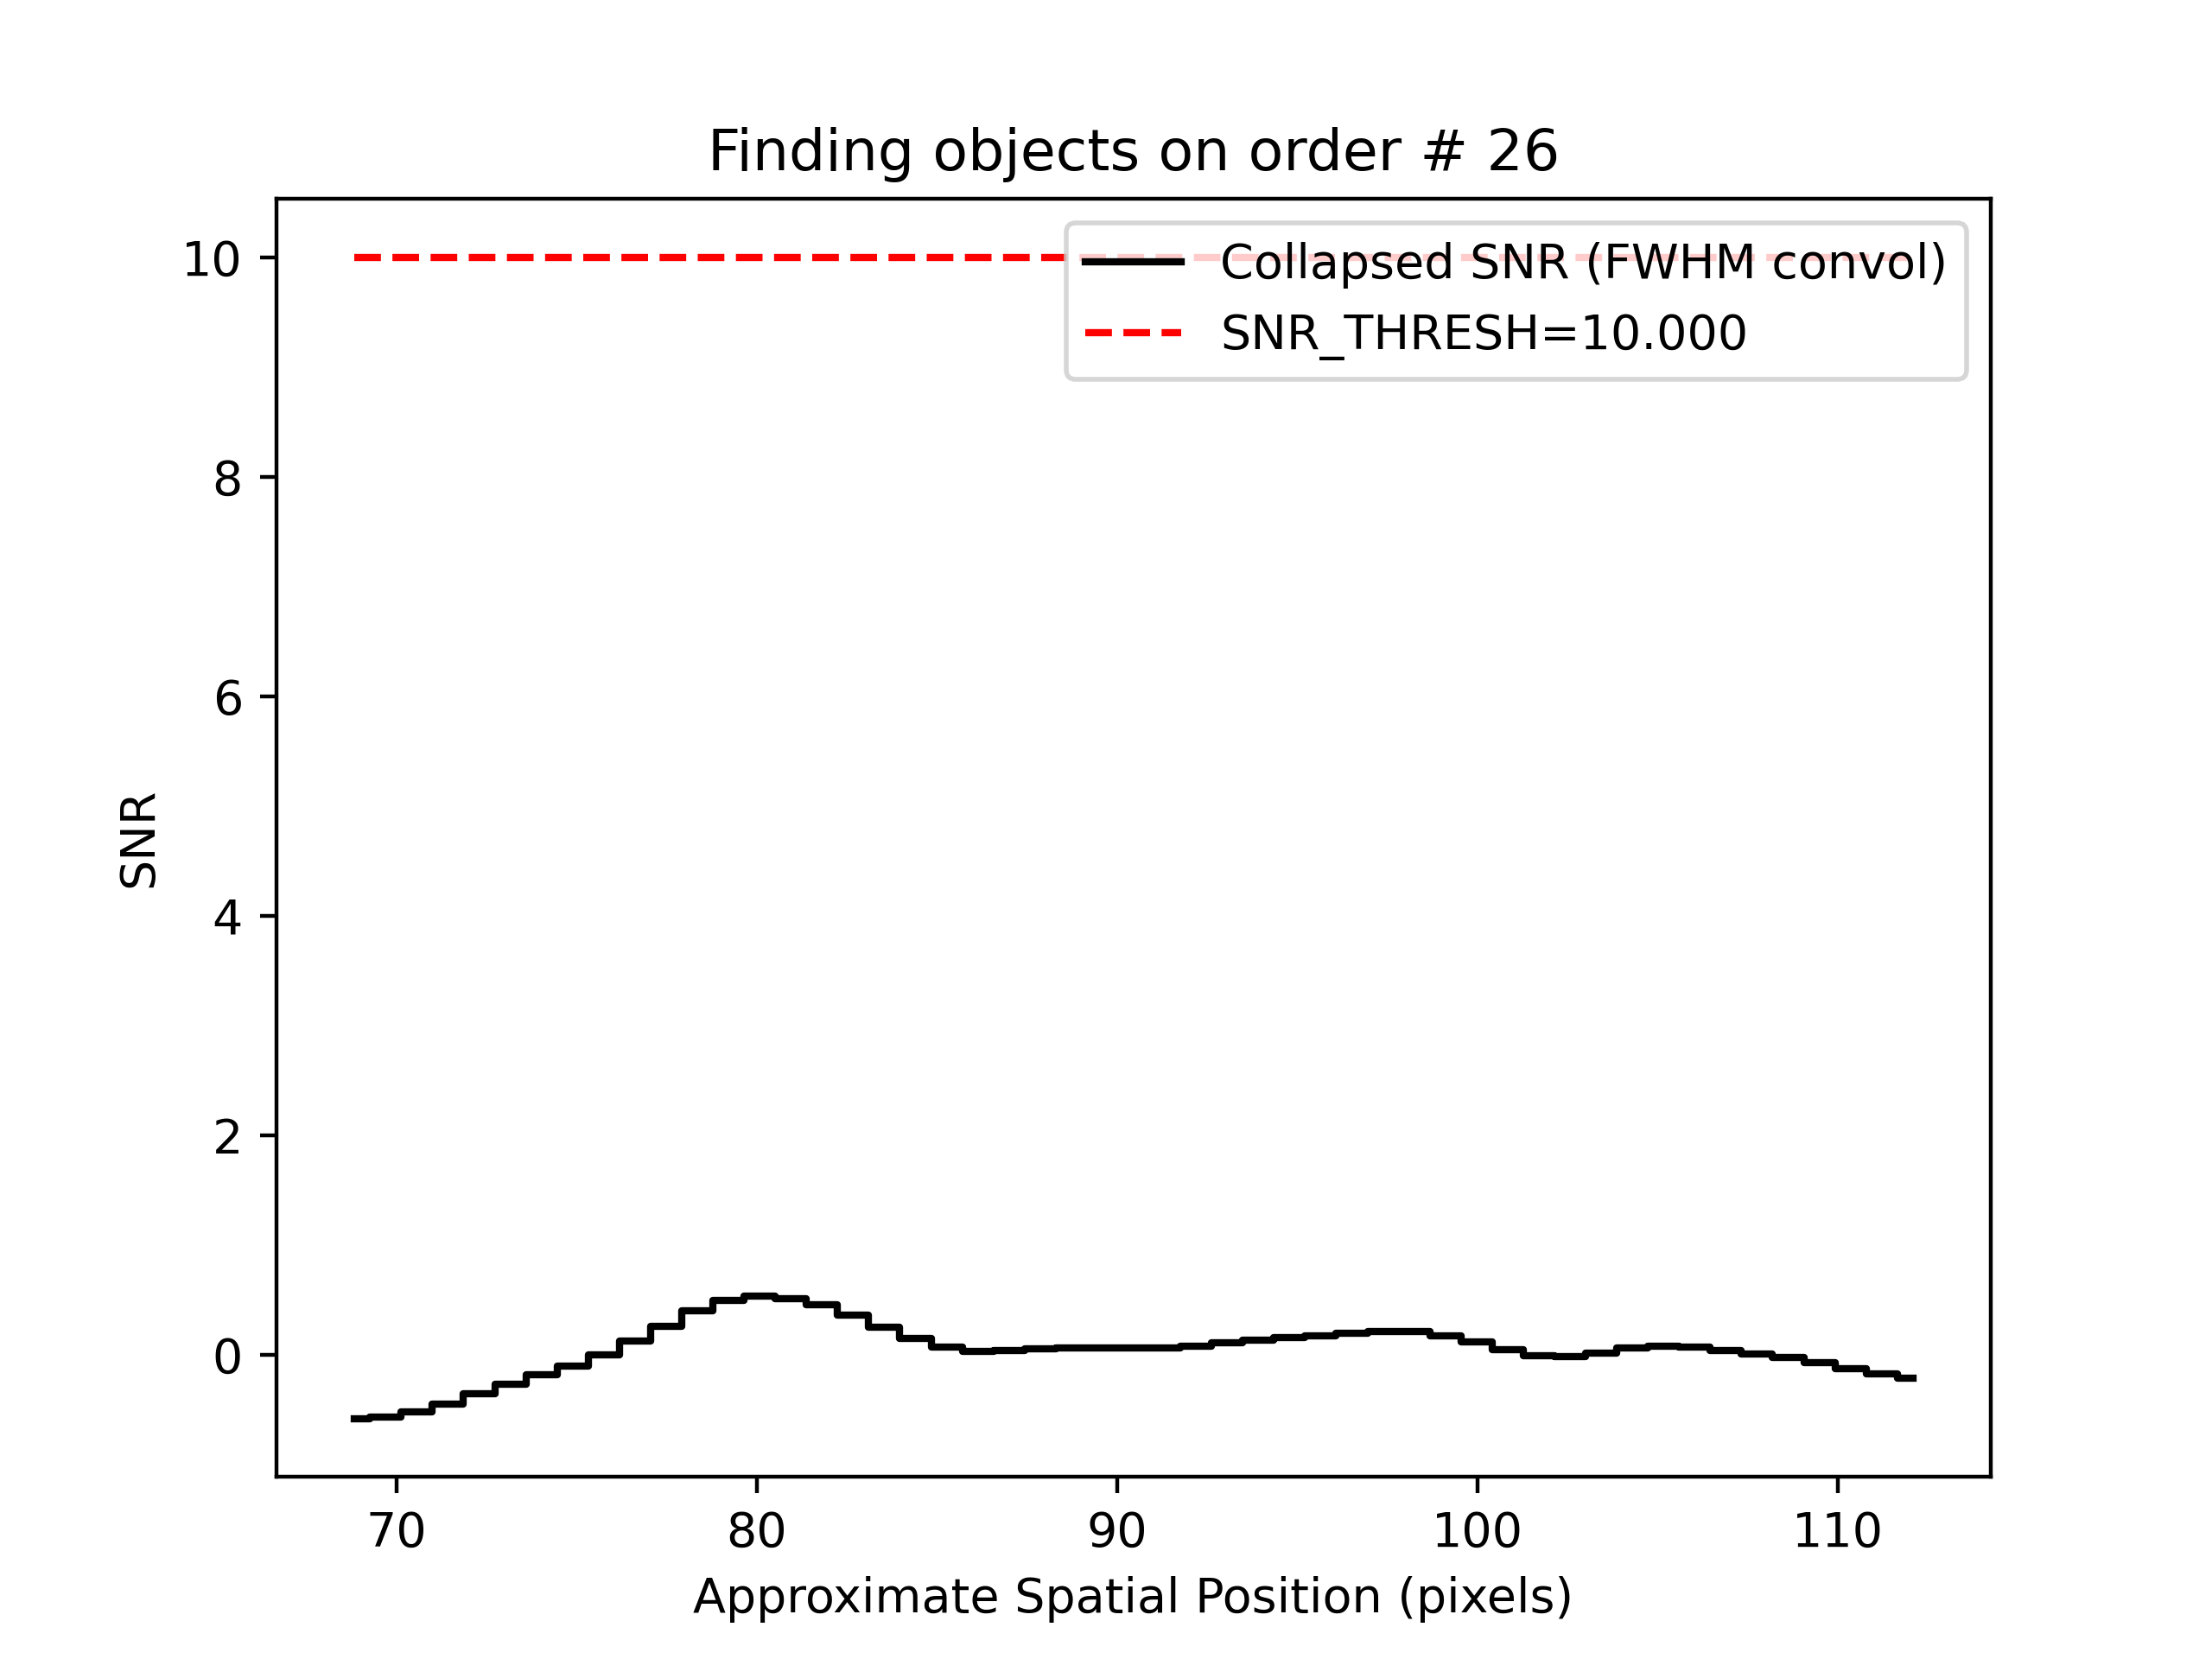 Finding objects on order # 26
Collapsed SNR (FWHM convol)
SNR_THRESH=10.000
10
8
6
4
2
0
SNR
70 80 90 100 110
Approximate Spatial Position (pixels)